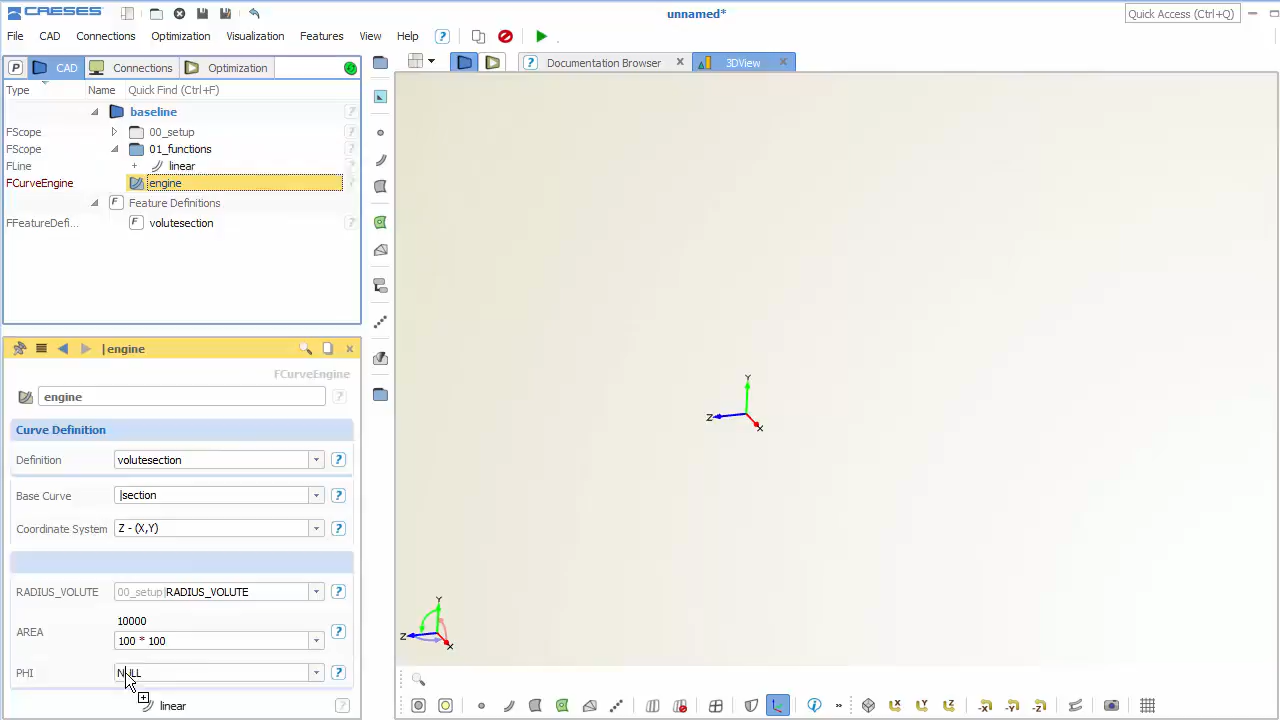 CAESES
unnamed*
Quick Access (Ctrl+Q)
File CAD Connections Optimization Visualization Features View Help ?
P CAD Connections Optimization
? Documentation Browser x 3DView x
Type Name Quick Find (Ctrl+F)
baseline ?
FScope 00_setup ?
FScope 01_functions ?
FLine + linear
FCurveEngine engine
F Feature Definitions ?
FFeatureDefi... F volutesection ?
|engine
FCurveEngine
engine ?
Curve Definition
Definition volutesection ?
Base Curve |section ?
Coordinate System Z - (X,Y) ?
RADIUS_VOLUTE 00_setup|RADIUS_VOLUTE ?
10000
AREA 100 * 100 ?
PHI NULL ?
linear ?
Y
Z
X
Y
Z
X
» X Y Z -X -Y -Z